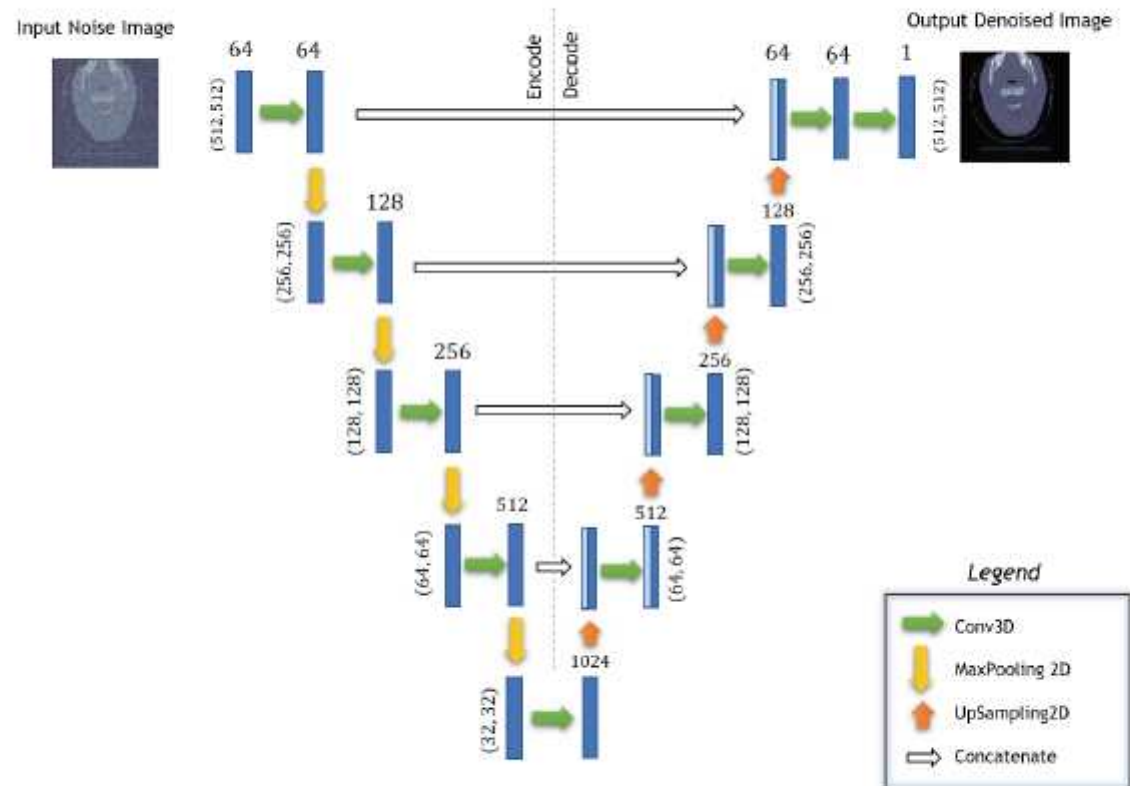 Input Noise Image
Output Denoised Image
Encode
Decode
64
64
64
64
1
(512,512)
(512,512)
128
128
(256,256)
(256,256)
256
256
(128,128)
(128,128)
512
512
(64,64)
(64,64)
1024
(32,32)
Legend
Conv3D
MaxPooling 2D
UpSampling2D
Concatenate